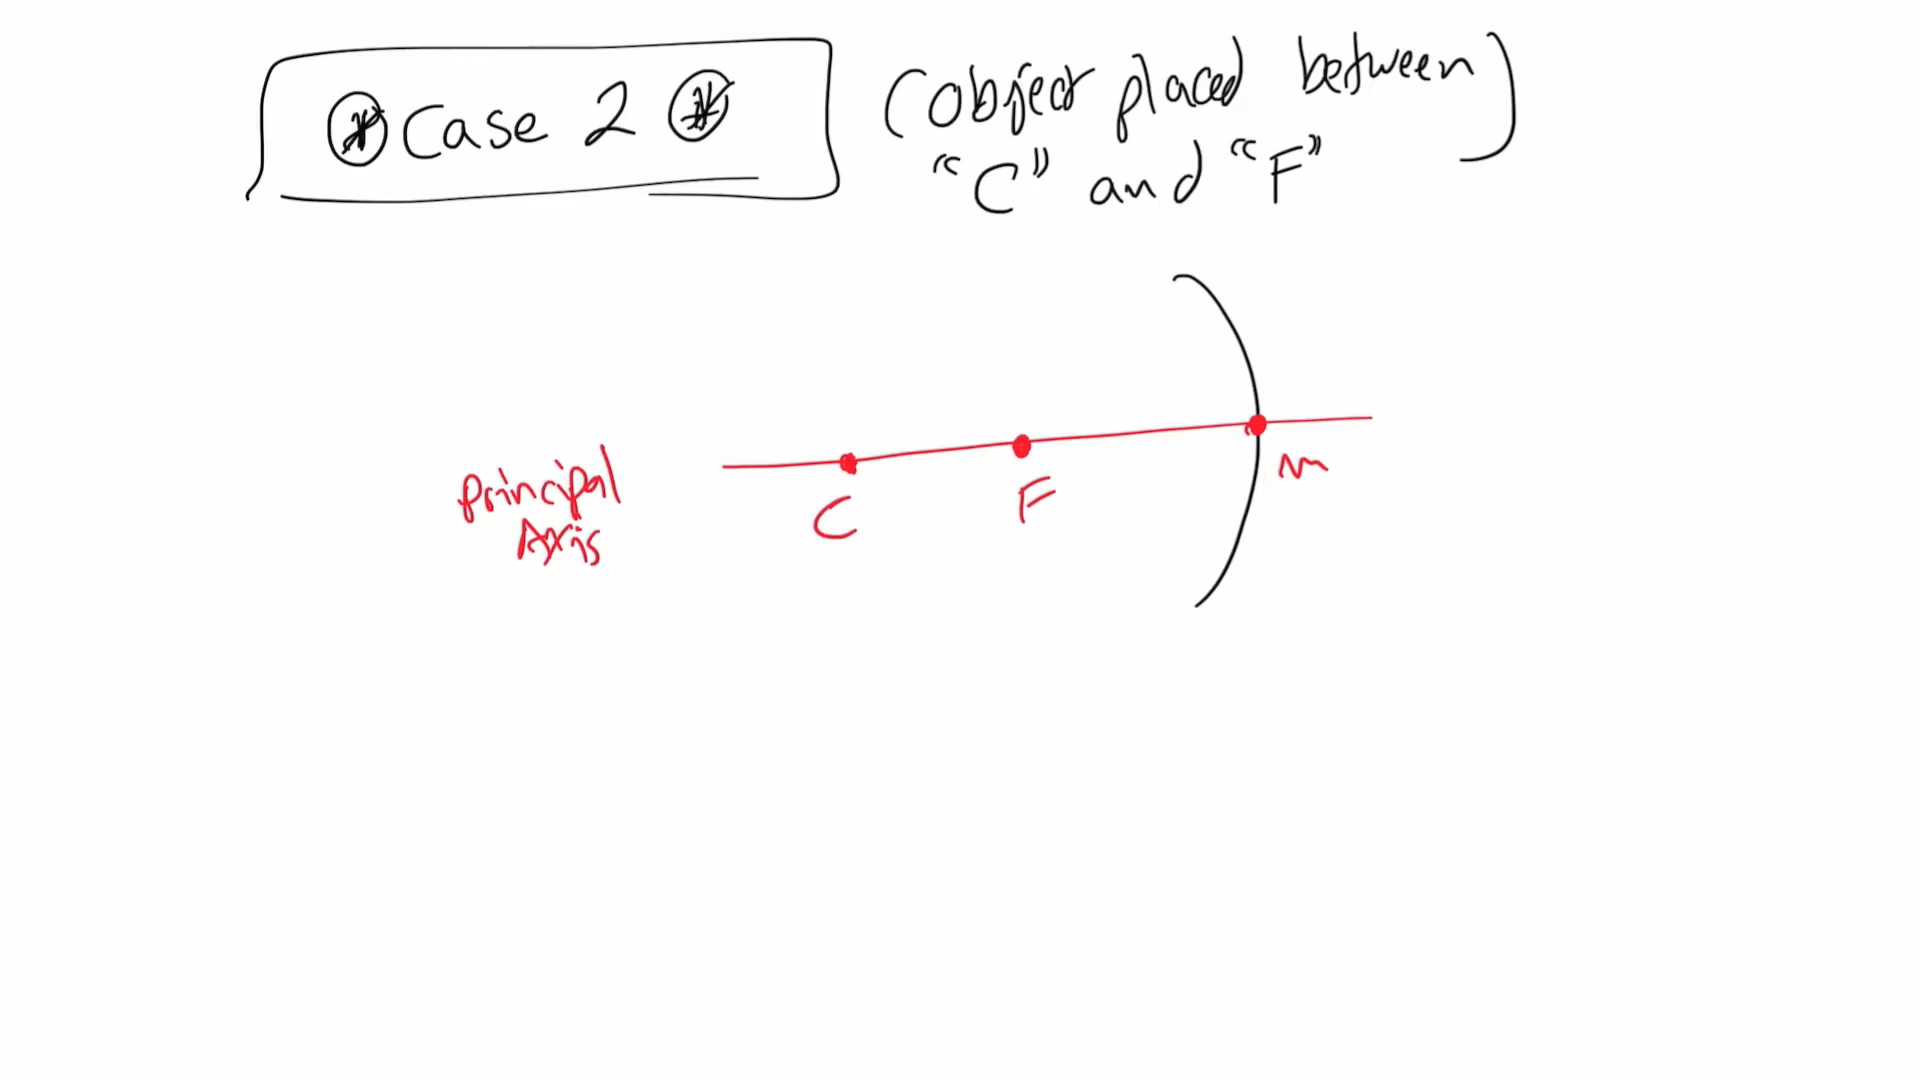 * Case 2 *
(object placed between)
"C" and "F"
principal
Axis
C
F
m